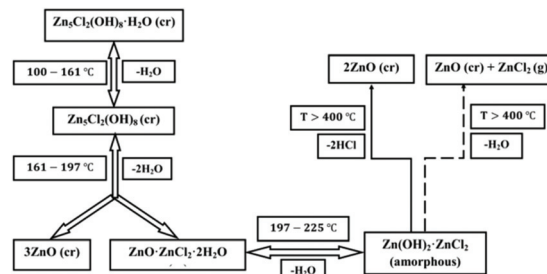 Zn₅Cl₂(OH)₈·H₂O (cr)
100 – 161 °C
-H₂O
Zn₅Cl₂(OH)₈ (cr)
161 – 197 °C
-2H₂O
3ZnO (cr)
ZnO·ZnCl₂·2H₂O
197 – 225 °C
-H₂O
Zn(OH)₂·ZnCl₂
(amorphous)
2ZnO (cr)
T > 400 °C
-2HCl
ZnO (cr) + ZnCl₂ (g)
T > 400 °C
-H₂O